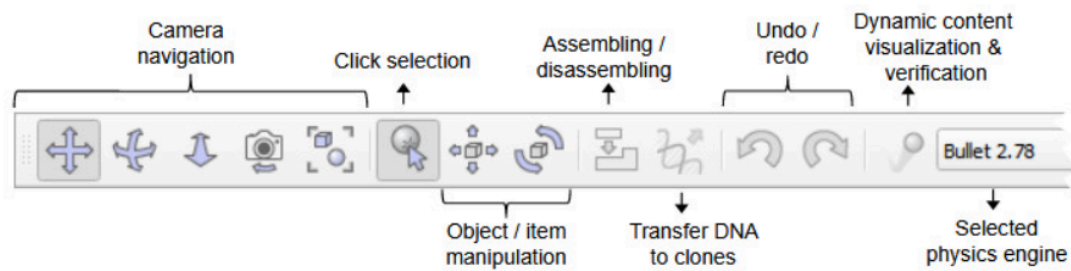 Camera
navigation
Click selection
Assembling /
disassembling
Undo /
redo
Dynamic content
visualization &
verification
Bullet 2.78
Object / item
manipulation
Transfer DNA
to clones
Selected
physics engine